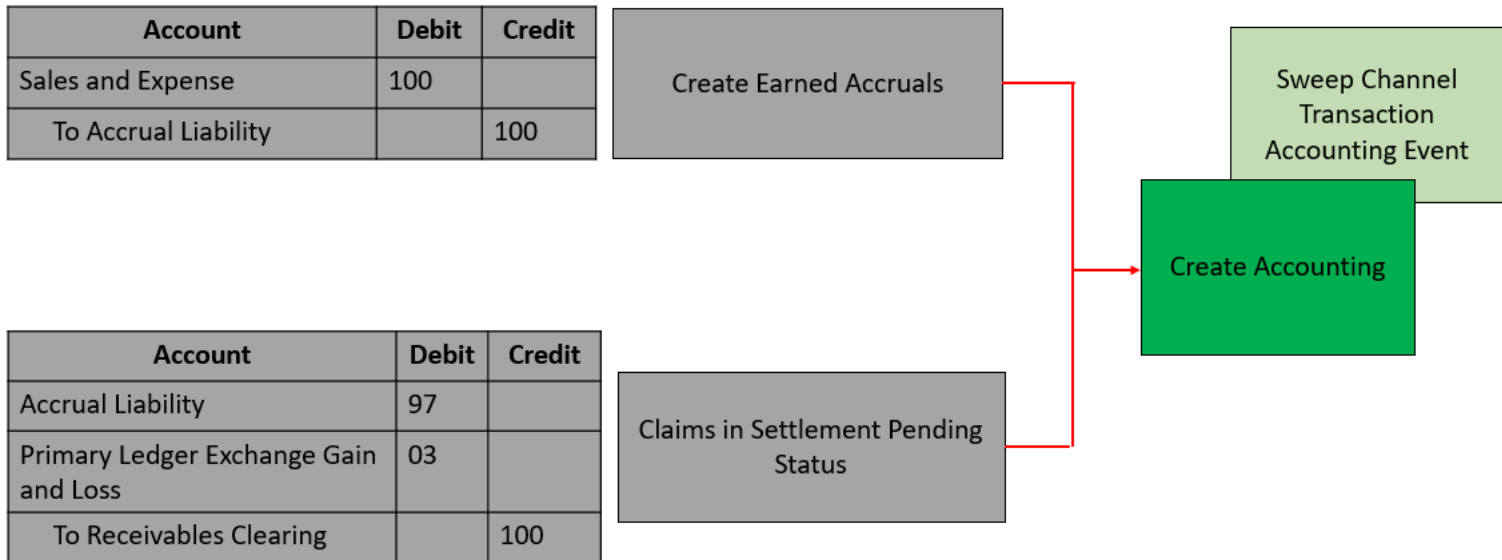 Account Debit Credit
Sales and Expense 100
To Accrual Liability 100
Create Earned Accruals
Sweep Channel
Transaction
Accounting Event
Create Accounting
Account Debit Credit
Accrual Liability 97
Primary Ledger Exchange Gain 03
and Loss
To Receivables Clearing 100
Claims in Settlement Pending
Status